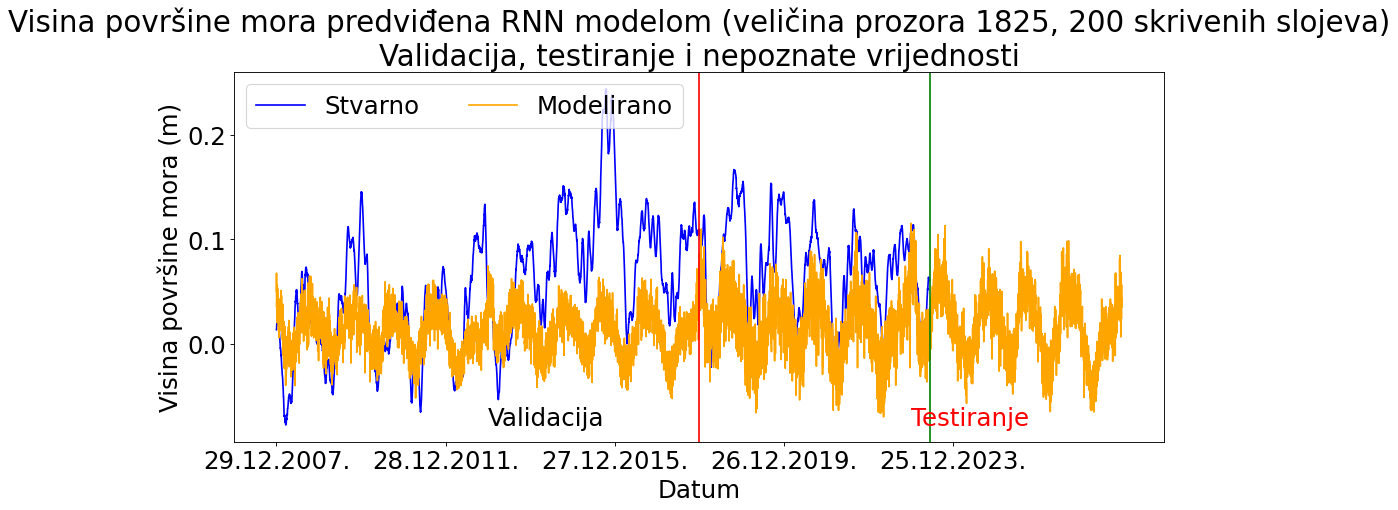 Visina površine mora predviđena RNN modelom (veličina prozora 1825, 200 skrivenih slojeva)
Validacija, testiranje i nepoznate vrijednosti
Stvarno Modelirano
Visina površine mora (m)
0.2
0.1
0.0
Validacija Testiranje
29.12.2007. 28.12.2011. 27.12.2015. 26.12.2019. 25.12.2023.
Datum